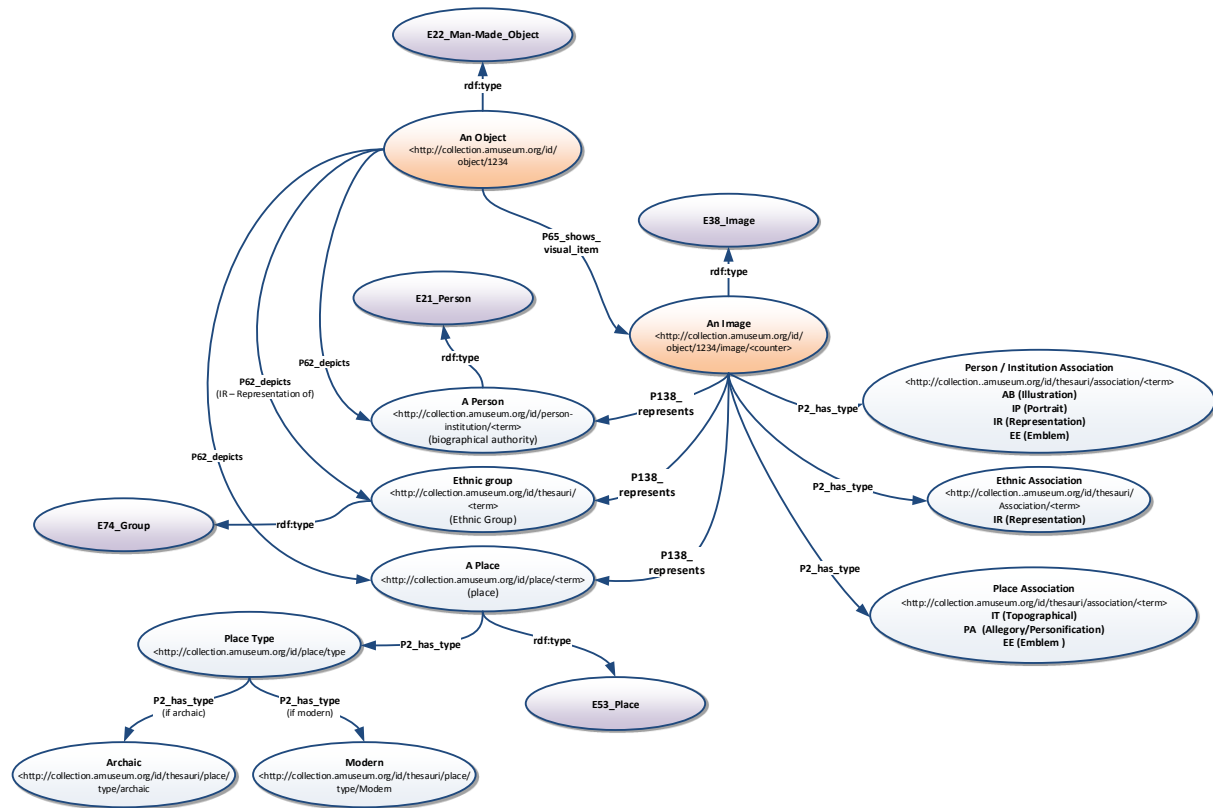 E22_Man-Made_Object
rdf:type
An Object
<http://collection.amuseum.org/id/
object/1234
E38_Image
P65_shows_
visual_item
rdf:type
E21_Person
An Image
<http://collection.amuseum.org/id/
object/1234/image/<counter>
rdf:type
P62_depicts
P62_depicts
(IR – Representation of)
A Person
<http://collection.amuseum.org/id/person-
institution/<term>
(biographical authority)
P138_
represents
P2_has_type
Person / Institution Association
<http://collection..amuseum.org/id/thesauri/association/<term>
AB (Illustration)
IP (Portrait)
IR (Representation)
EE (Emblem)
P62_depicts
Ethnic group
<http://collection.amuseum.org/id/thesauri/
<term>
(Ethnic Group)
P138_
represents
P2_has_type
Ethnic Association
<http://collection..amuseum.org/id/thesauri/
Association/<term>
IR (Representation)
E74_Group
rdf:type
A Place
<http://collection.amuseum.org/id/place/<term>
(place)
P138_
represents
P2_has_type
Place Association
<http://collection.amuseum.org/id/thesauri/association/<term>
IT (Topographical)
PA (Allegory/Personification)
EE (Emblem )
Place Type
<http://collection.amuseum.org/id/place/type
P2_has_type
rdf:type
E53_Place
P2_has_type
(if archaic)
P2_has_type
(if modern)
Archaic
<http://collection.amuseum.org/id/thesauri/place/
type/archaic
Modern
<http://collection.amuseum.org/id/thesauri/place/
type/Modern